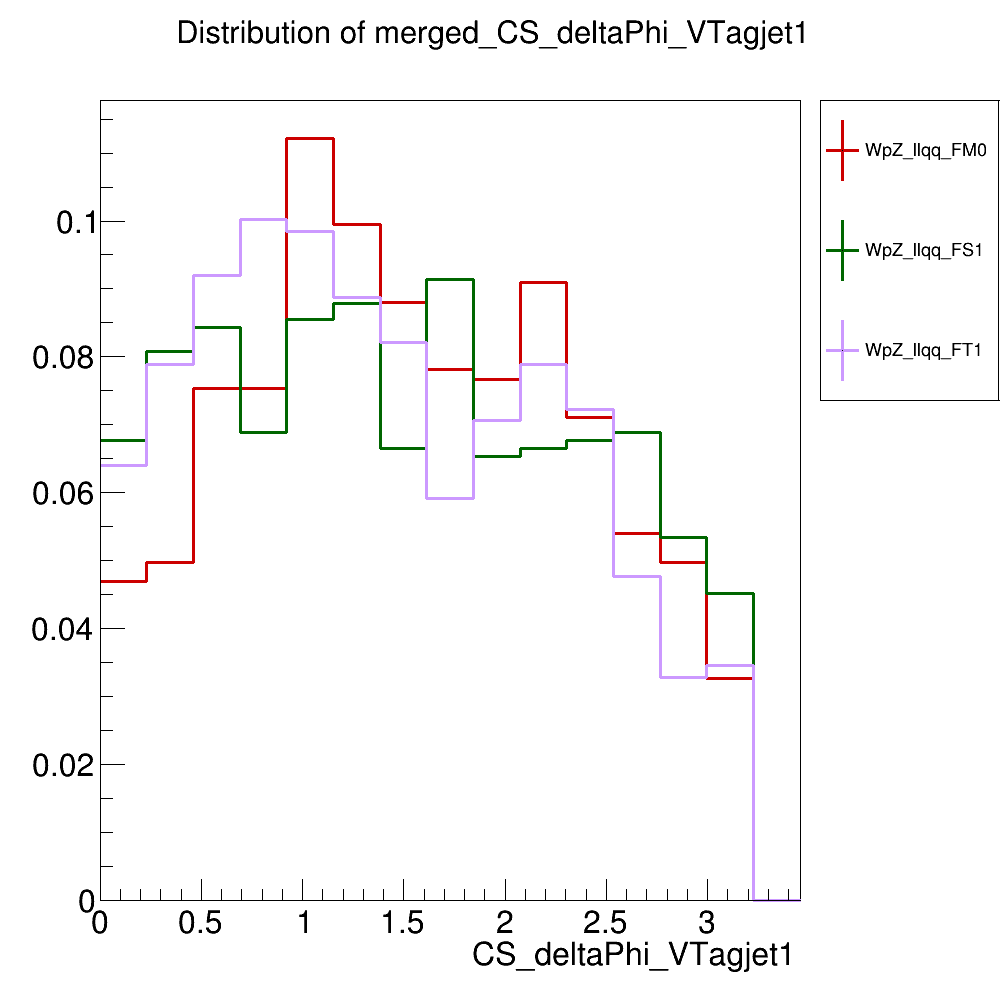 Distribution of merged_CS_deltaPhi_VTagjet1
WpZ_llqq_FM0
WpZ_llqq_FS1
WpZ_llqq_FT1
0.1
0.08
0.06
0.04
0.02
0
0 0.5 1 1.5 2 2.5 3
CS_deltaPhi_VTagjet1